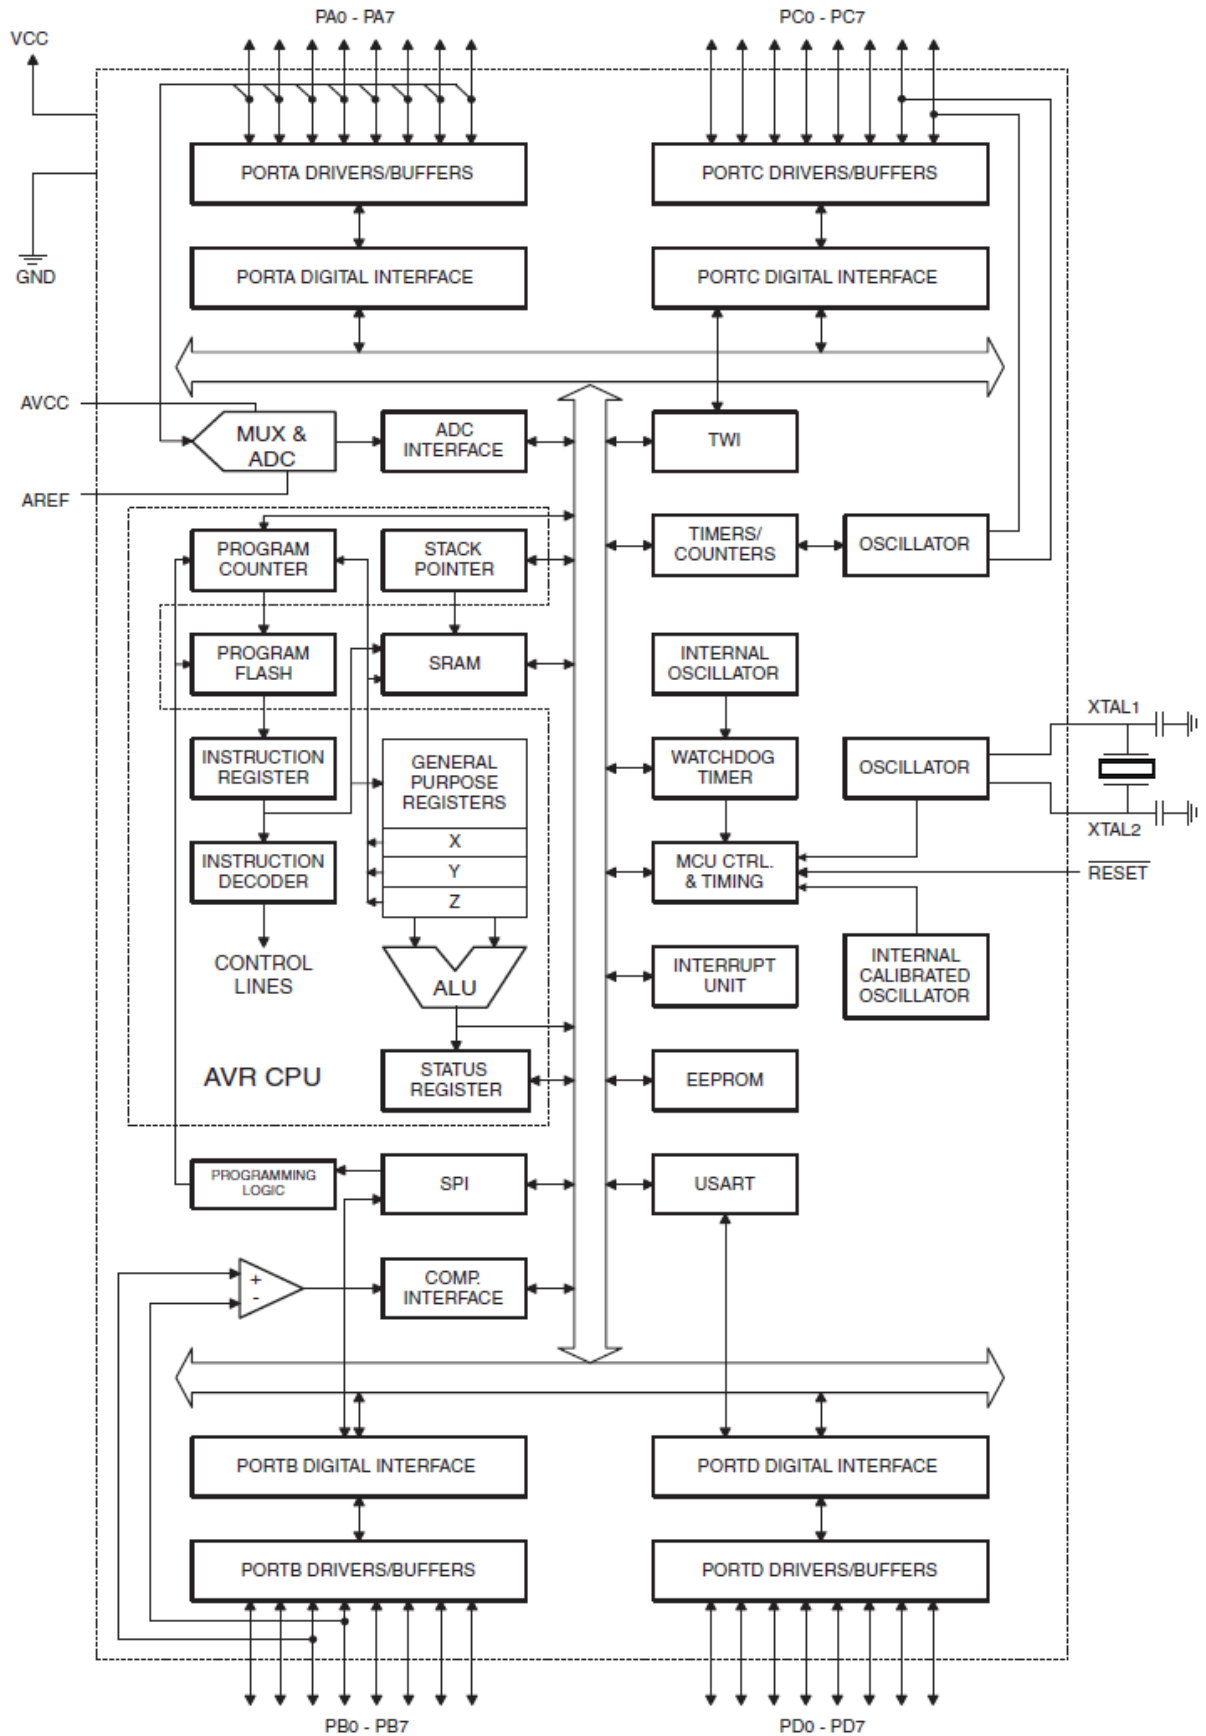 PA0 - PA7
PC0 - PC7
VCC
PORTA DRIVERS/BUFFERS
PORTC DRIVERS/BUFFERS
GND
PORTA DIGITAL INTERFACE
PORTC DIGITAL INTERFACE
AVCC
MUX &
ADC
ADC
INTERFACE
TWI
AREF
PROGRAM
COUNTER
STACK
POINTER
TIMERS/
COUNTERS
OSCILLATOR
PROGRAM
FLASH
SRAM
INTERNAL
OSCILLATOR
XTAL1
INSTRUCTION
REGISTER
GENERAL
PURPOSE
REGISTERS
X
Y
Z
WATCHDOG
TIMER
OSCILLATOR
XTAL2
INSTRUCTION
DECODER
MCU CTRL.
& TIMING
RESET
CONTROL
LINES
ALU
INTERRUPT
UNIT
INTERNAL
CALIBRATED
OSCILLATOR
AVR CPU
STATUS
REGISTER
EEPROM
PROGRAMMING
LOGIC
SPI
USART
+
-
COMP.
INTERFACE
PORTB DIGITAL INTERFACE
PORTD DIGITAL INTERFACE
PORTB DRIVERS/BUFFERS
PORTD DRIVERS/BUFFERS
PB0 - PB7
PD0 - PD7